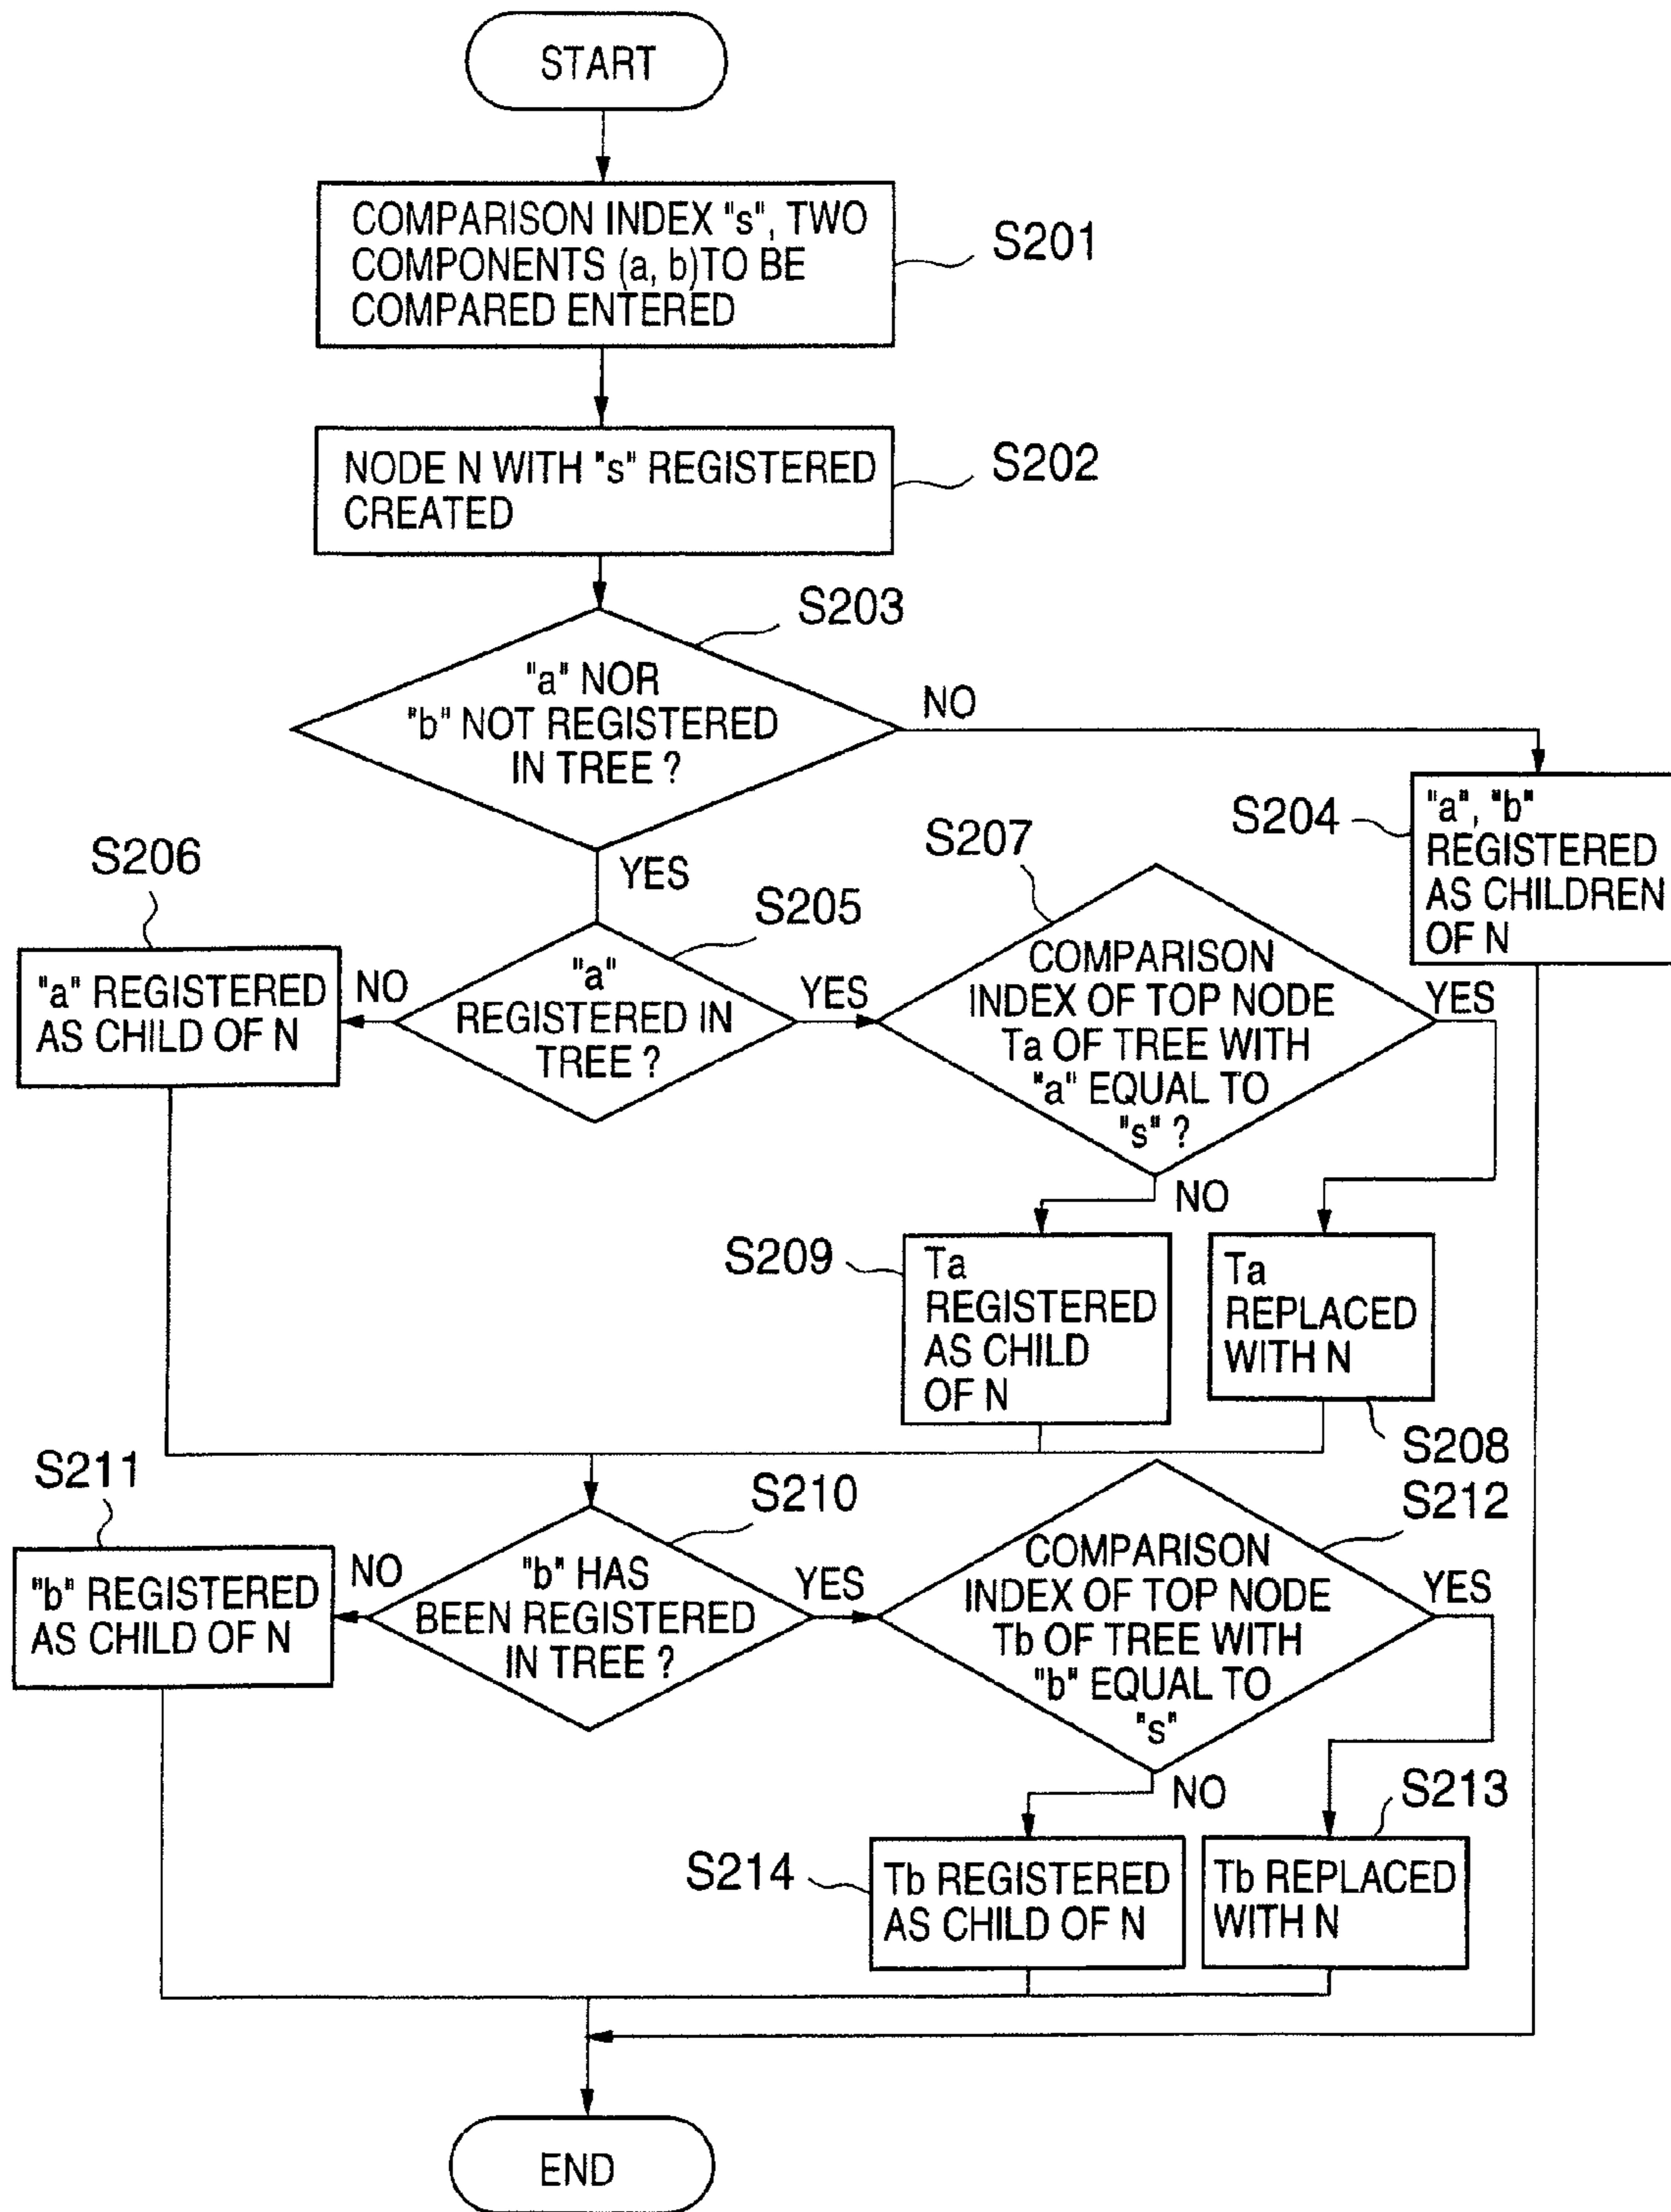 START
COMPARISON INDEX "s", TWO
COMPONENTS (a, b)TO BE
COMPARED ENTERED
S201
NODE N WITH "s" REGISTERED
CREATED
S202
S203
"a" NOR
"b" NOT REGISTERED
IN TREE ?
NO
YES
S204
"a", "b"
REGISTERED
AS CHILDREN
OF N
S205
"a"
REGISTERED IN
TREE ?
NO
YES
S206
"a" REGISTERED
AS CHILD OF N
S207
COMPARISON
INDEX OF TOP NODE
Ta OF TREE WITH
"a" EQUAL TO
"s" ?
YES
NO
S209
Ta
REGISTERED
AS CHILD
OF N
Ta
REPLACED
WITH N
S208
S210
"b" HAS
BEEN REGISTERED
IN TREE ?
NO
YES
S211
"b" REGISTERED
AS CHILD OF N
S212
COMPARISON
INDEX OF TOP NODE
Tb OF TREE WITH
"b" EQUAL TO
"s"
YES
NO
S213
S214
Tb REGISTERED
AS CHILD OF N
Tb REPLACED
WITH N
END